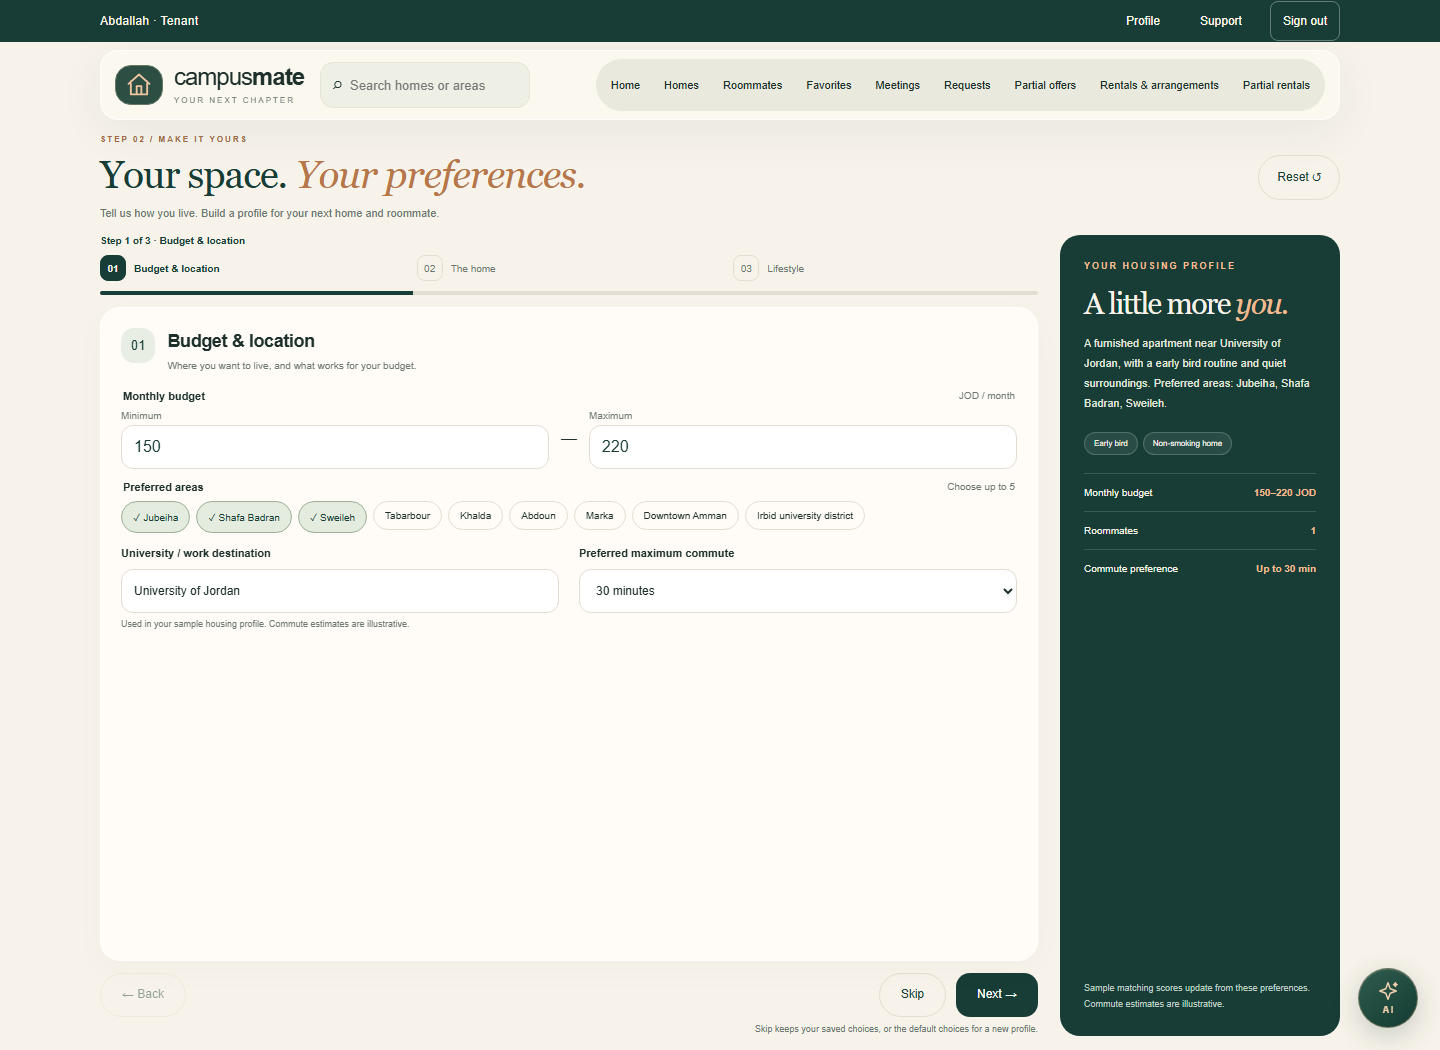 Abdallah · Tenant
Profile
Support
Sign out
campusmate
YOUR NEXT CHAPTER
Search homes or areas
Home
Homes
Roommates
Favorites
Meetings
Requests
Partial offers
Rentals & arrangements
Partial rentals
STEP 02 / MAKE IT YOURS
Your space. Your preferences.
Reset ↺
Tell us how you live. Build a profile for your next home and roommate.
Step 1 of 3 · Budget & location
01 Budget & location
02 The home
03 Lifestyle
01 Budget & location
Where you want to live, and what works for your budget.
Monthly budget
JOD / month
Minimum
Maximum
150
—
220
Preferred areas
Choose up to 5
✓ Jubeiha
✓ Shafa Badran
✓ Sweileh
Tabarbour
Khalda
Abdoun
Marka
Downtown Amman
Irbid university district
University / work destination
Preferred maximum commute
University of Jordan
30 minutes
Used in your sample housing profile. Commute estimates are illustrative.
← Back
Skip
Next →
Skip keeps your saved choices, or the default choices for a new profile.
YOUR HOUSING PROFILE
A little more you.
A furnished apartment near University of
Jordan, with a early bird routine and quiet
surroundings. Preferred areas: Jubeiha, Shafa
Badran, Sweileh.
Early bird
Non-smoking home
Monthly budget 150–220 JOD
Roommates 1
Commute preference Up to 30 min
Sample matching scores update from these preferences.
Commute estimates are illustrative.
AI